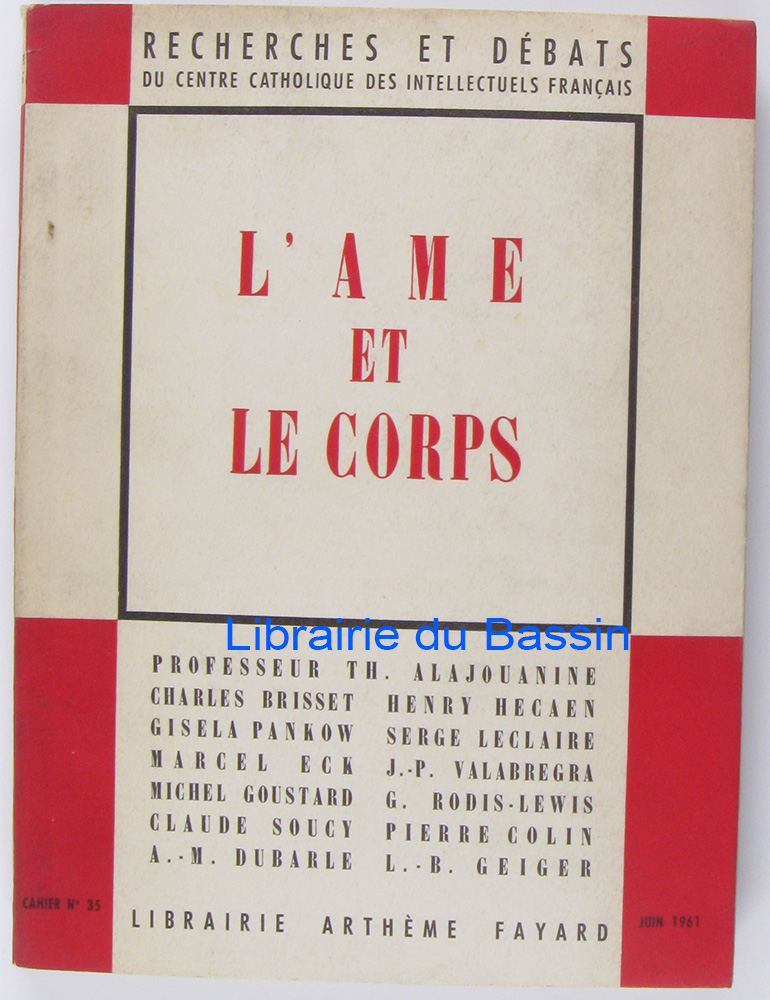 RECHERCHES ET DÉBATS
DU CENTRE CATHOLIQUE DES INTELLECTUELS FRANÇAIS
L'AME
ET
LE CORPS
Librairie du Bassin
PROFESSEUR TH. ALAJOUANINE
CHARLES BRISSET HENRY HECAEN
GISELA PANKOW SERGE LECLAIRE
MARCEL ECK J.-P. VALABREGRA
MICHEL GOUSTARD G. RODIS-LEWIS
CLAUDE SOUCY PIERRE COLIN
A.-M. DUBARLE L.-B. GEIGER
CAHIER N° 35
LIBRAIRIE ARTHÈME FAYARD
JUIN 1961